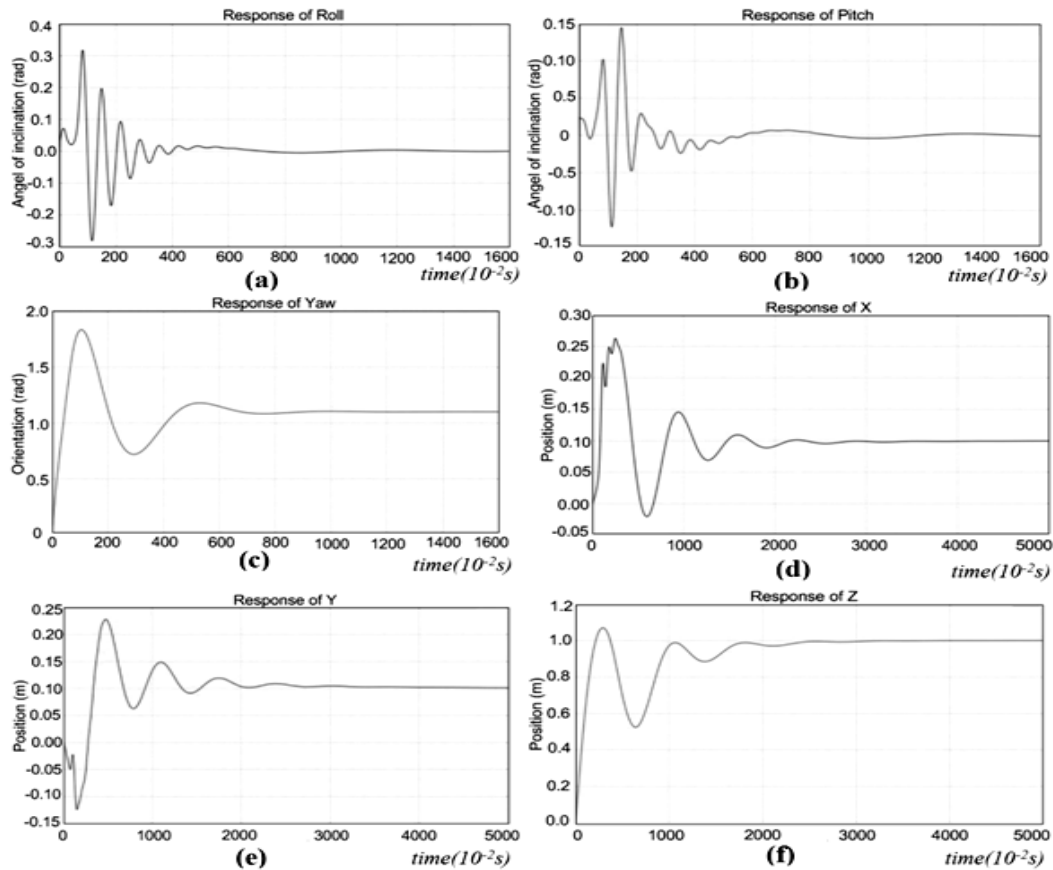 Response of Roll
Angel of inclination (rad)
0.4
0.3
0.2
0.1
0.0
-0.1
-0.2
-0.3
0 200 400 600 800 1000 1200 1400 1600
time(10⁻²s)
(a)
Response of Pitch
Angel of inclination (rad)
0.15
0.10
0.5
0
-0.5
-0.10
-0.15
0 200 400 600 800 1000 1200 1400 1600
time(10⁻²s)
(b)
Response of Yaw
Orientation (rad)
2.0
1.5
1.0
0.5
0
0 200 400 600 800 1000 1200 1400 1600
time(10⁻²s)
(c)
Response of X
Position (m)
0.30
0.25
0.20
0.15
0.10
0.00
-0.05
0 1000 2000 3000 4000 5000
time(10⁻²s)
(d)
Response of Y
Position (m)
0.25
0.20
0.15
0.10
0.05
0.00
-0.05
-0.10
-0.15
0 1000 2000 3000 4000 5000
time(10⁻²s)
(e)
Response of Z
Position (m)
1.2
1.0
0.8
0.6
0.4
0.2
0.0
0 1000 2000 3000 4000 5000
time(10⁻²s)
(f)